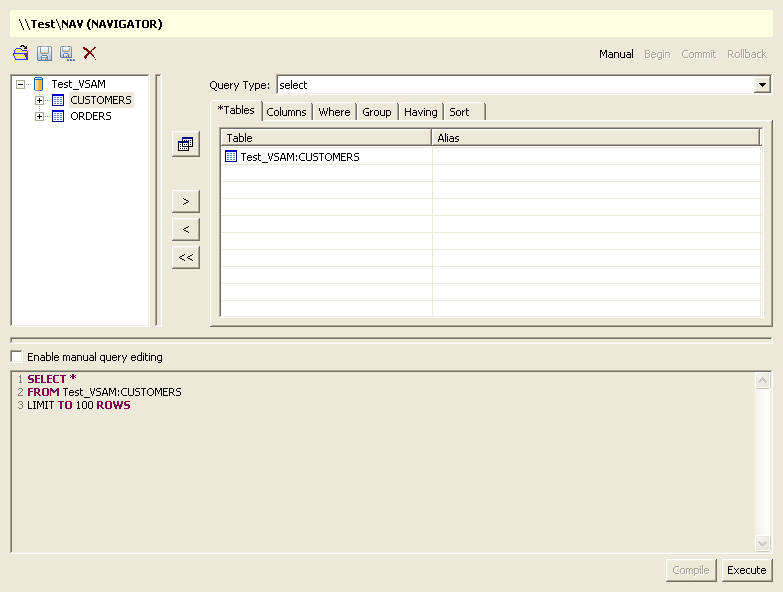 \\Test\NAV (NAVIGATOR)
Manual Begin Commit Rollback
Test_VSAM
CUSTOMERS
ORDERS
Query Type: select
*Tables Columns Where Group Having Sort
Table Alias
Test_VSAM:CUSTOMERS
>
<
<<
Enable manual query editing
1 SELECT *
2 FROM Test_VSAM:CUSTOMERS
3 LIMIT TO 100 ROWS
Compile Execute